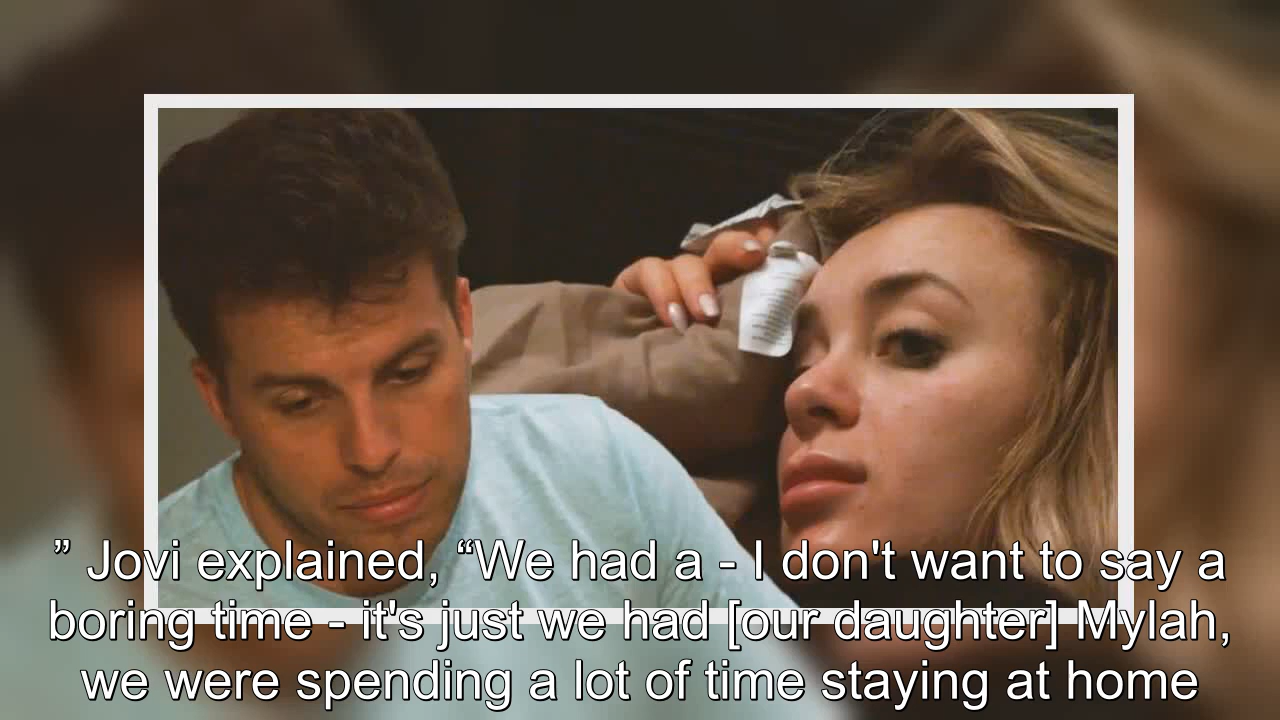 ” Jovi explained, “We had a - I don't want to say a
boring time - it's just we had [our daughter] Mylah,
we were spending a lot of time staying at home